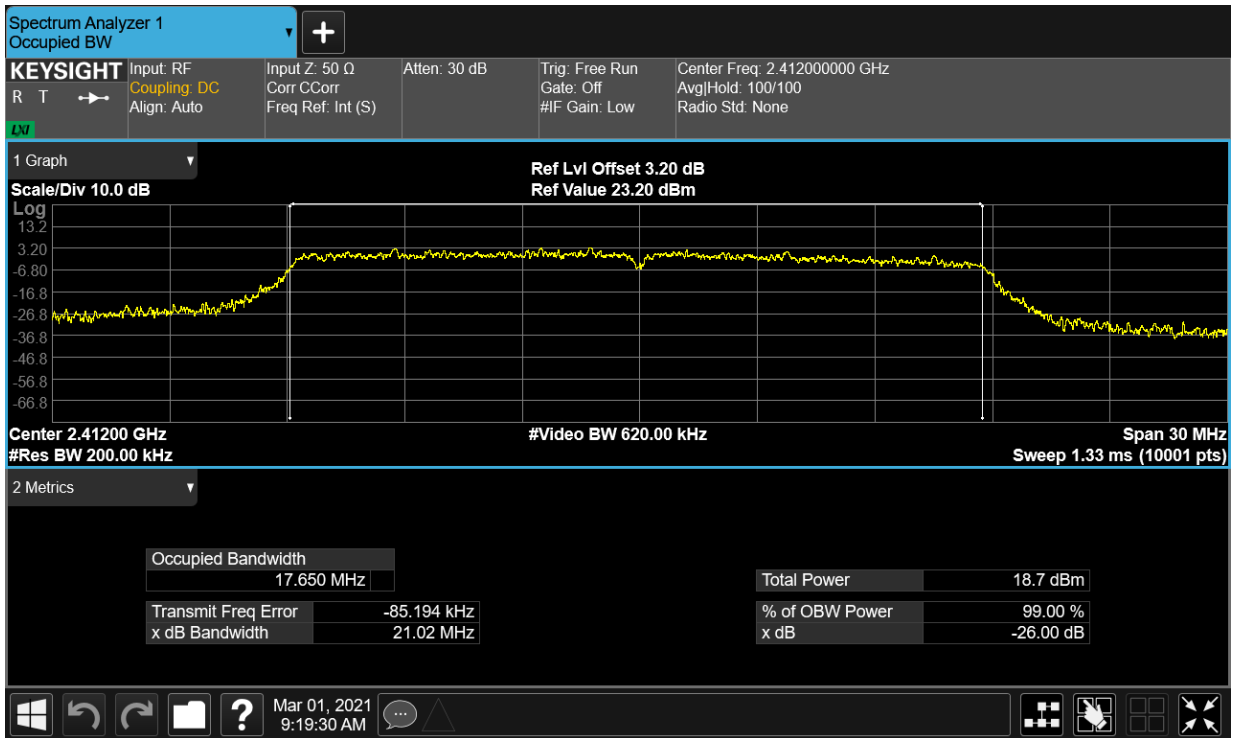 Spectrum Analyzer 1
Occupied BW
KEYSIGHT
R T
LXI
Input: RF
Coupling: DC
Align: Auto
Input Z: 50 Ω
Corr CCorr
Freq Ref: Int (S)
Atten: 30 dB
Trig: Free Run
Gate: Off
#IF Gain: Low
Center Freq: 2.412000000 GHz
Avg|Hold: 100/100
Radio Std: None
1 Graph
Scale/Div 10.0 dB
Ref Lvl Offset 3.20 dB
Ref Value 23.20 dBm
Log
13.2
3.20
-6.80
-16.8
-26.8
-36.8
-46.8
-56.8
-66.8
Center 2.41200 GHz
#Video BW 620.00 kHz
Span 30 MHz
#Res BW 200.00 kHz
Sweep 1.33 ms (10001 pts)
2 Metrics
Occupied Bandwidth
17.650 MHz
Transmit Freq Error -85.194 kHz
x dB Bandwidth 21.02 MHz
Total Power 18.7 dBm
% of OBW Power 99.00 %
x dB -26.00 dB
?
Mar 01, 2021
9:19:30 AM